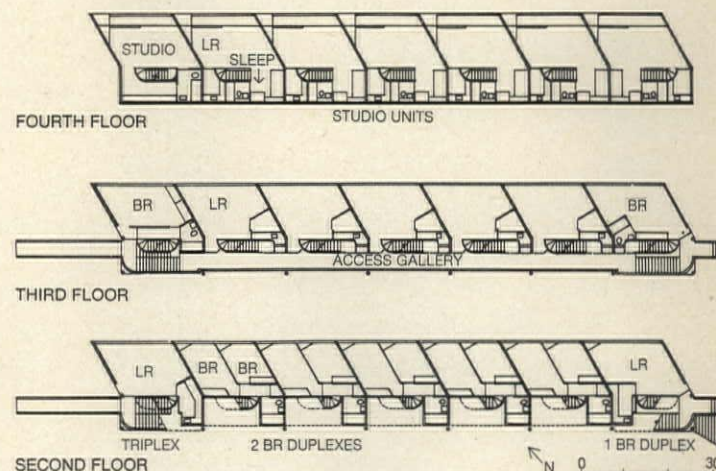 STUDIO LR
SLEEP
FOURTH FLOOR
STUDIO UNITS
BR LR BR
ACCESS GALLERY
THIRD FLOOR
LR BR BR LR
TRIPLEX 2 BR DUPLEXES 1 BR DUPLEX
SECOND FLOOR N 0 30